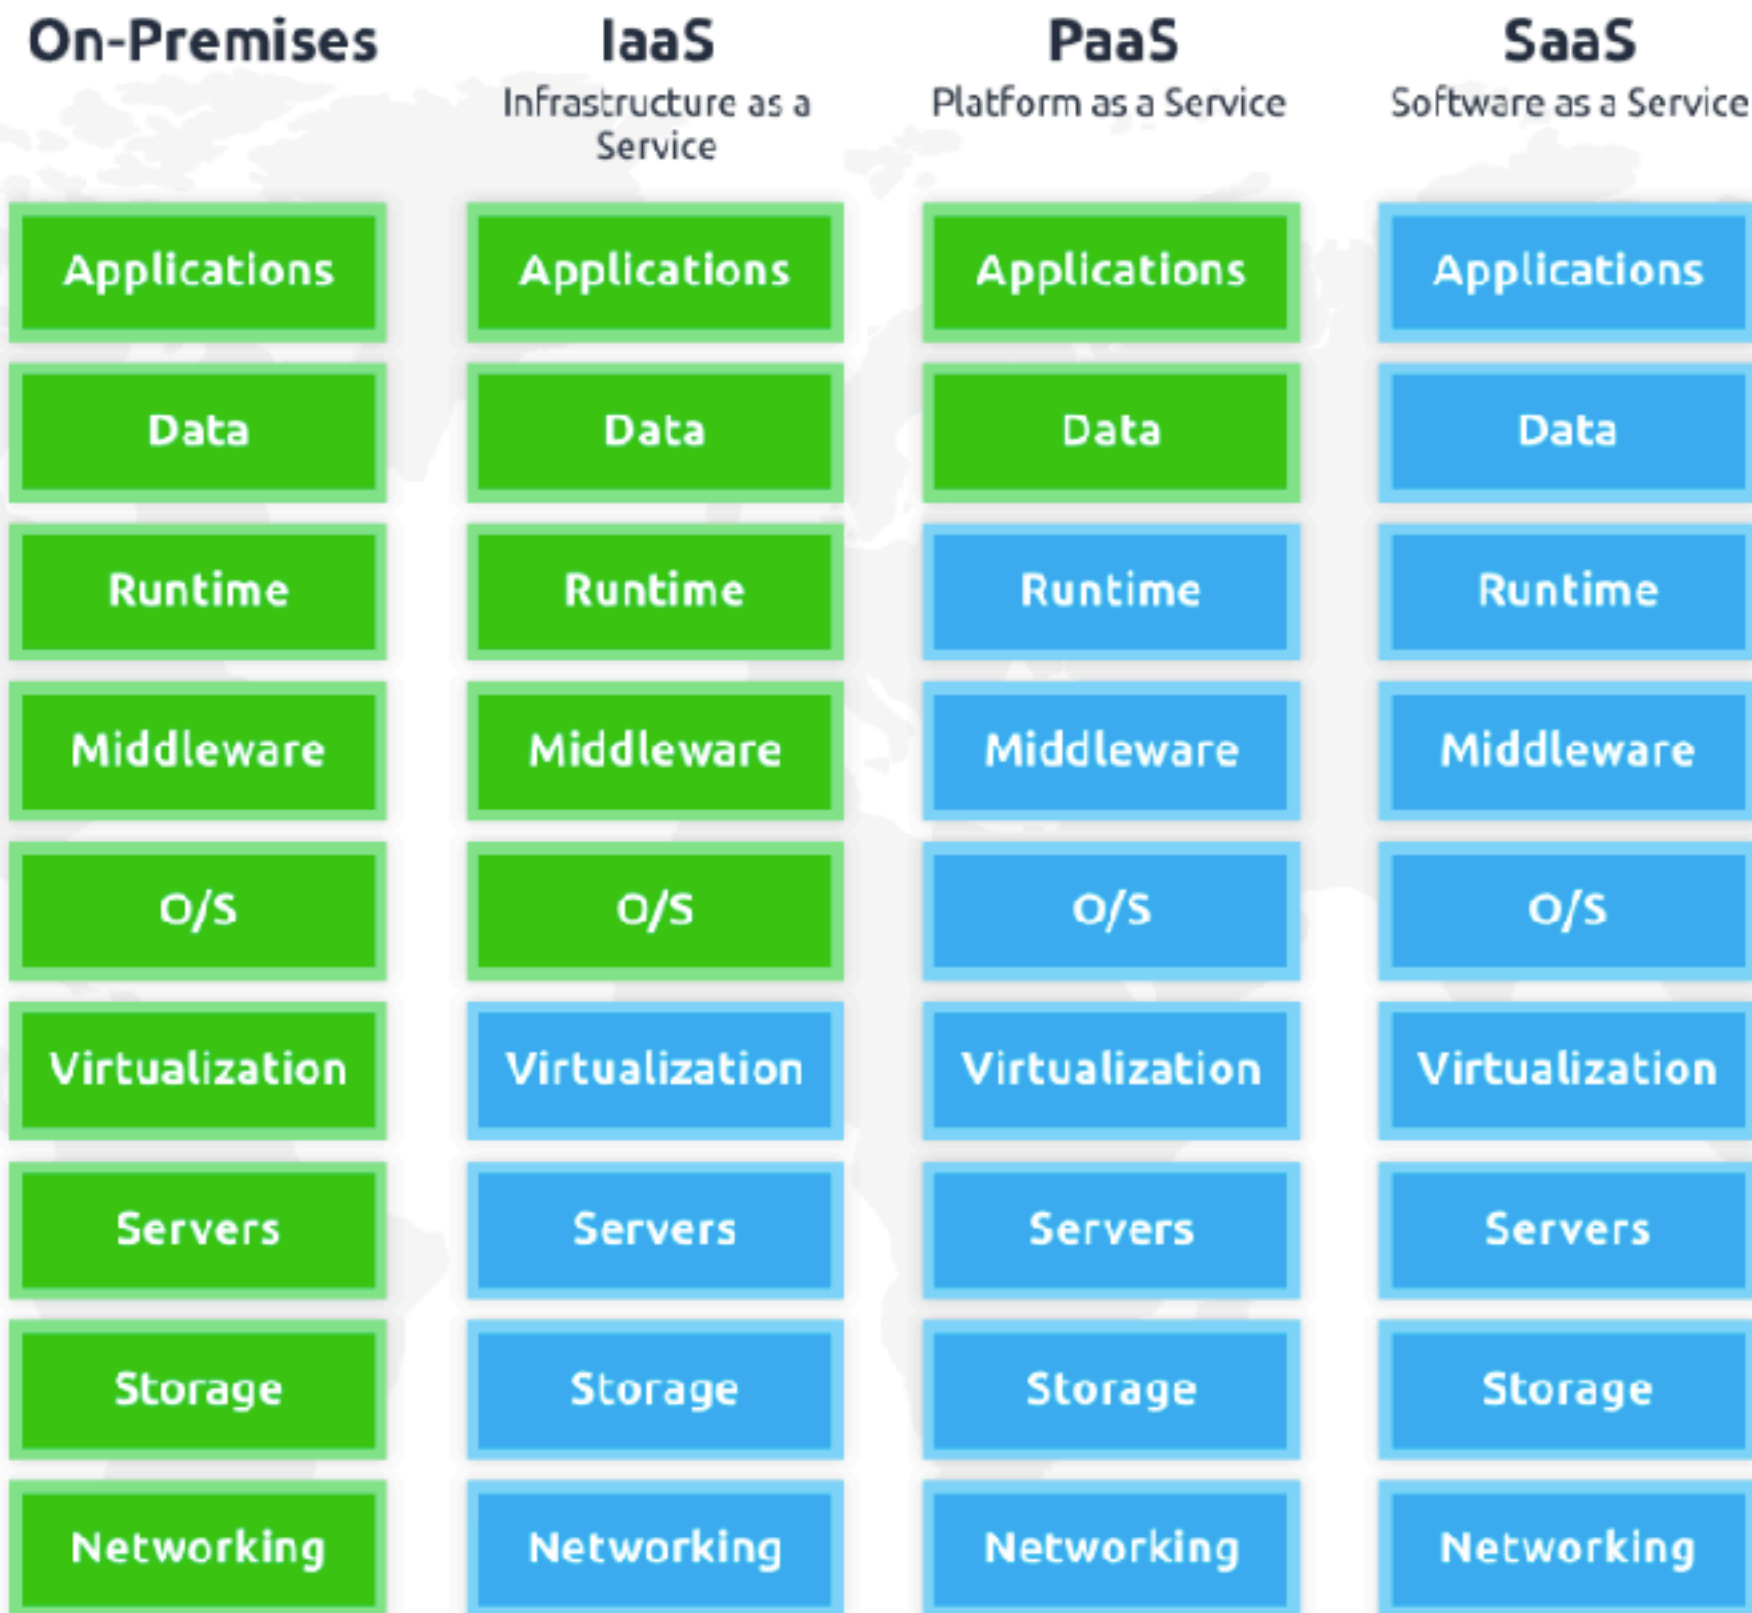 On-Premises
IaaS
Infrastructure as a
Service
PaaS
Platform as a Service
SaaS
Software as a Service
Applications
Applications
Applications
Applications
Data
Data
Data
Data
Runtime
Runtime
Runtime
Runtime
Middleware
Middleware
Middleware
Middleware
O/S
O/S
O/S
O/S
Virtualization
Virtualization
Virtualization
Virtualization
Servers
Servers
Servers
Servers
Storage
Storage
Storage
Storage
Networking
Networking
Networking
Networking